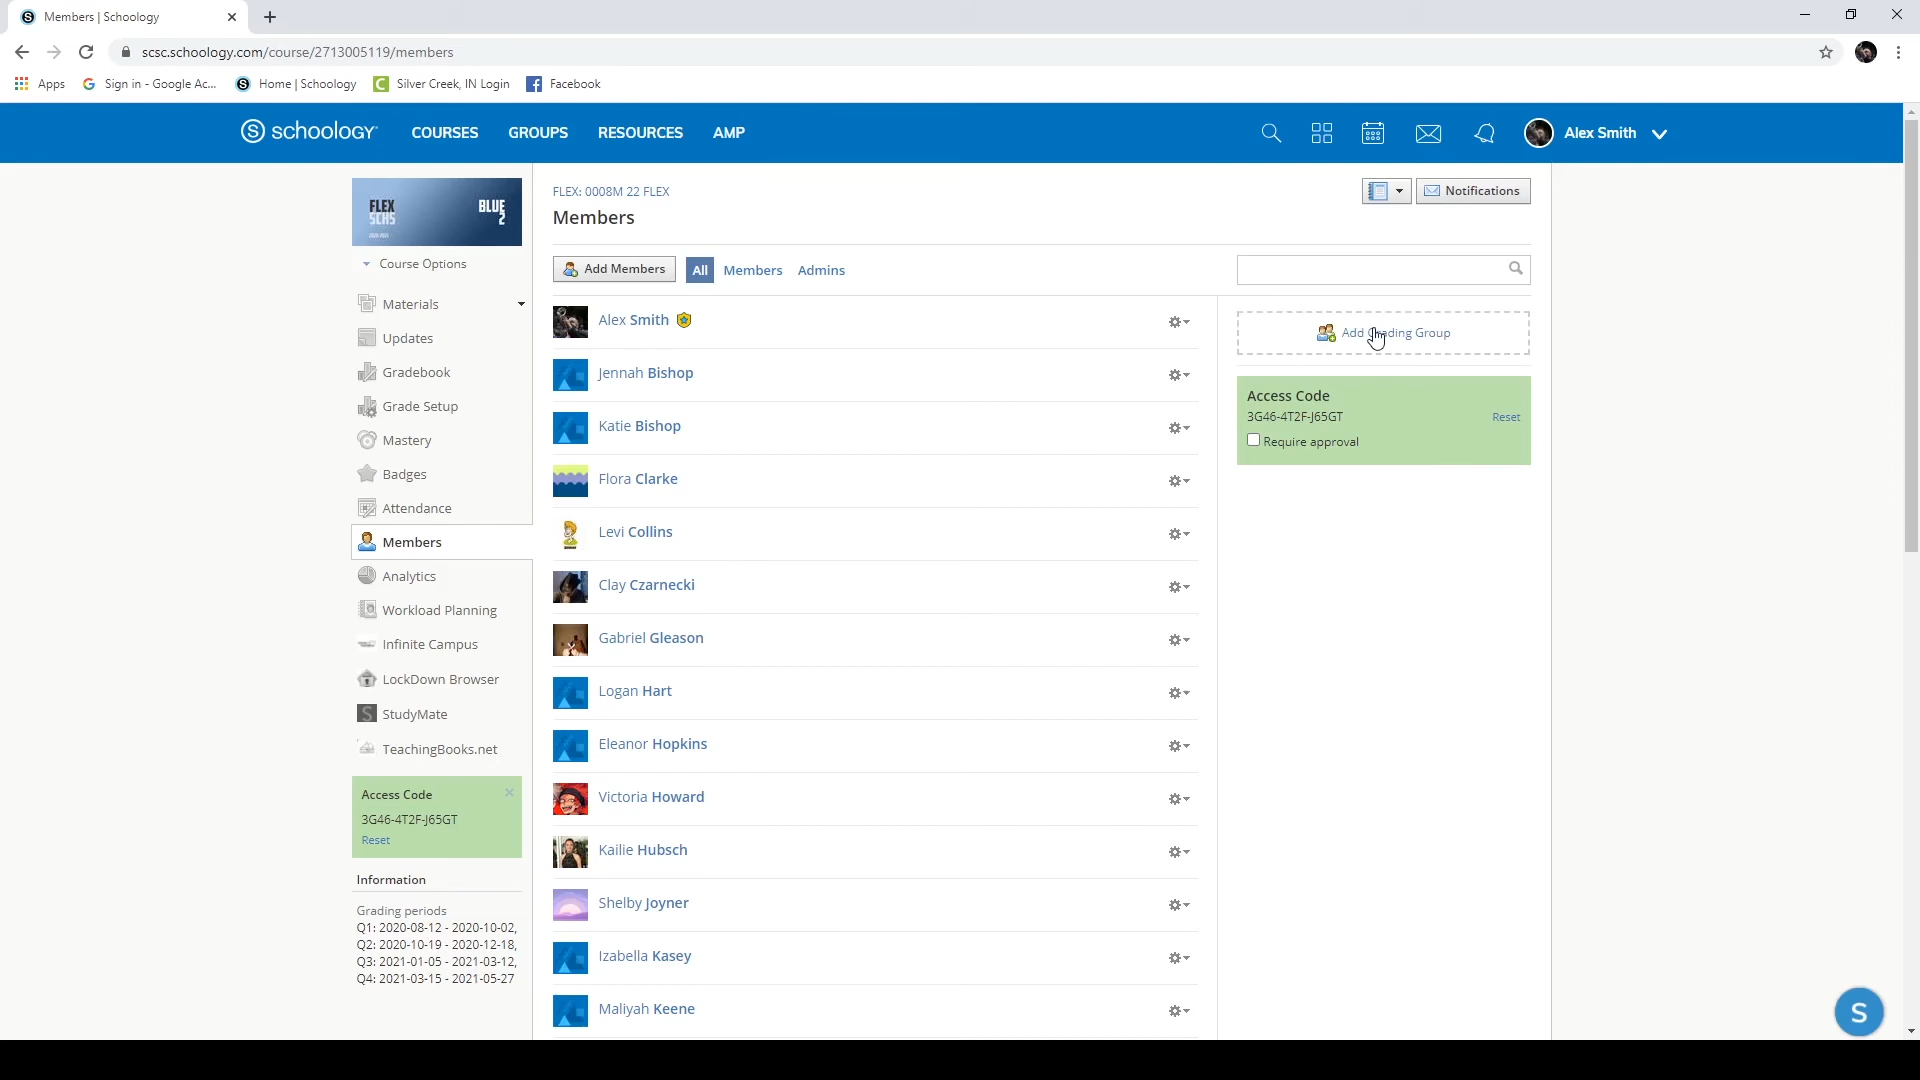 Members | Schoology
scsc.schoology.com/course/2713005119/members
Apps
Sign in - Google Ac...
Home | Schoology
Silver Creek, IN Login
Facebook
schoology
COURSES
GROUPS
RESOURCES
AMP
Alex Smith
FLEX
SCHS
BLUE
2
Course Options
Materials
Updates
Gradebook
Grade Setup
Mastery
Badges
Attendance
Members
Analytics
Workload Planning
Infinite Campus
LockDown Browser
StudyMate
TeachingBooks.net
Access Code
3G46-4T2F-J65GT
Reset
Information
Grading periods
Q1: 2020-08-12 - 2020-10-02,
Q2: 2020-10-19 - 2020-12-18,
Q3: 2021-01-05 - 2021-03-12,
Q4: 2021-03-15 - 2021-05-27
FLEX: 0008M 22 FLEX
Members
Notifications
Add Members
All
Members
Admins
Alex Smith
Jennah Bishop
Katie Bishop
Flora Clarke
Levi Collins
Clay Czarnecki
Gabriel Gleason
Logan Hart
Eleanor Hopkins
Victoria Howard
Kailie Hubsch
Shelby Joyner
Izabella Kasey
Maliyah Keene
Add Grading Group
Access Code
3G46-4T2F-J65GT
Reset
Require approval
S